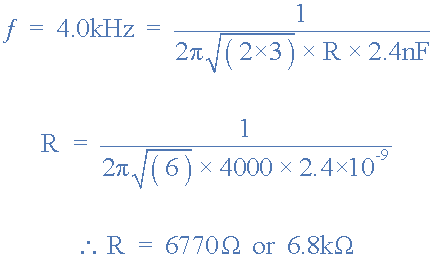 f = 4.0kHz = 1 / 2π√(2×3) × R × 2.4nF
R = 1 / 2π√(6) × 4000 × 2.4×10⁻⁹
∴ R = 6770Ω or 6.8kΩ